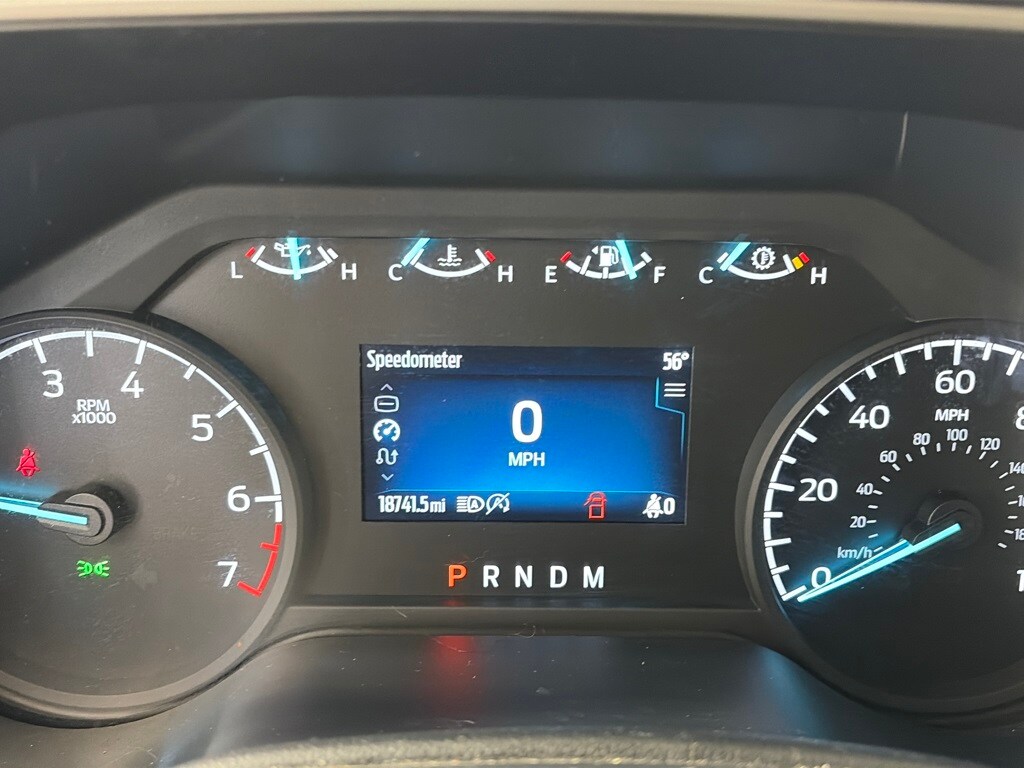 L H C H E F C H
Speedometer 56°
0
MPH
18741.5mi 0
P R N D M
3 4 5 6 7
RPM
x1000
0 20 40 60
MPH
20 40 60 80 100 120
km/h